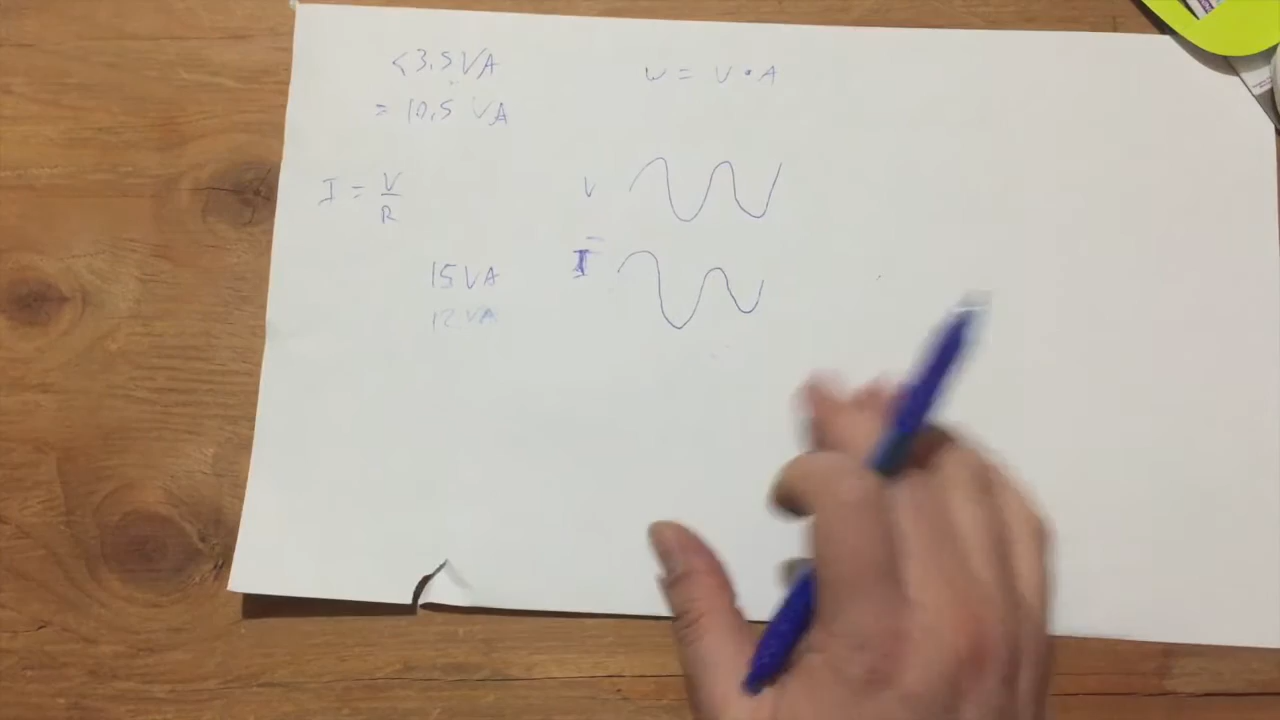 <3.5 VA
= 10.5 VA
W = V • A
I = V/R
V
I
15 VA
12 VA